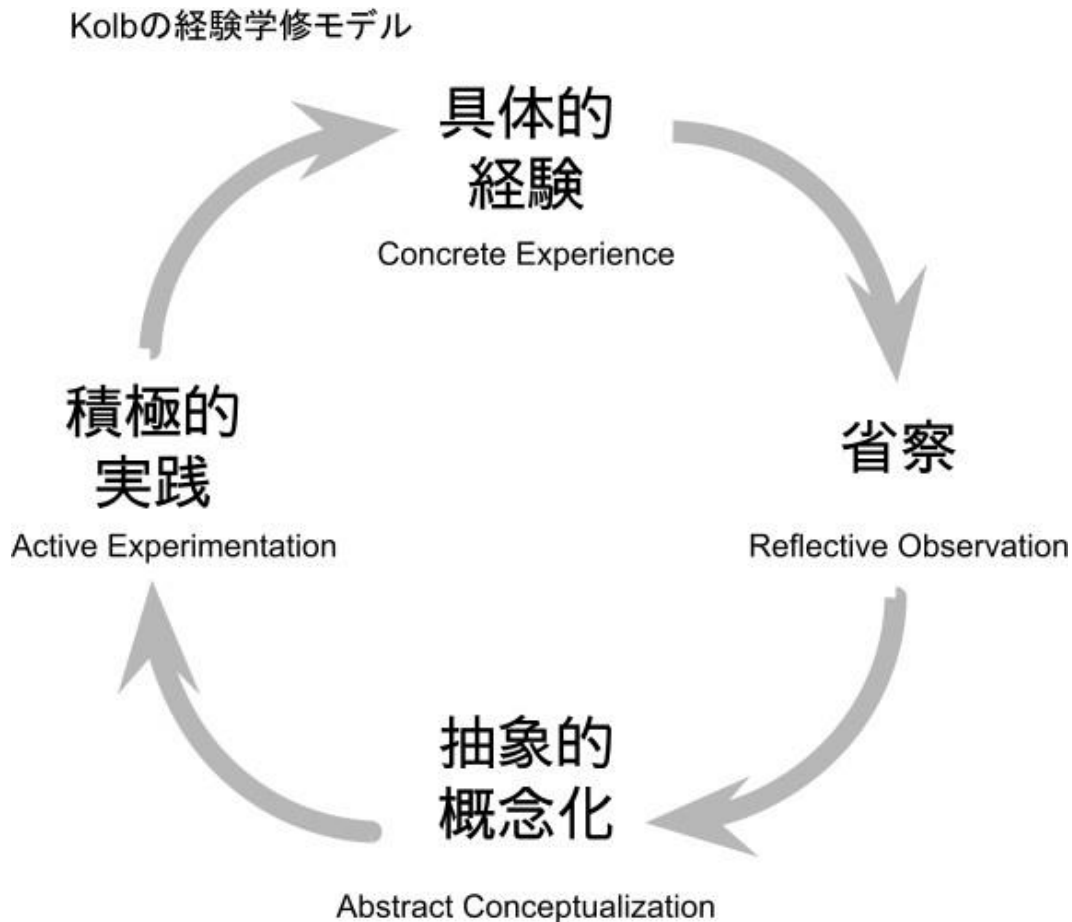 Kolbの経験学修モデル
具体的
経験
Concrete Experience
省察
Reflective Observation
抽象的
概念化
Abstract Conceptualization
積極的
実践
Active Experimentation